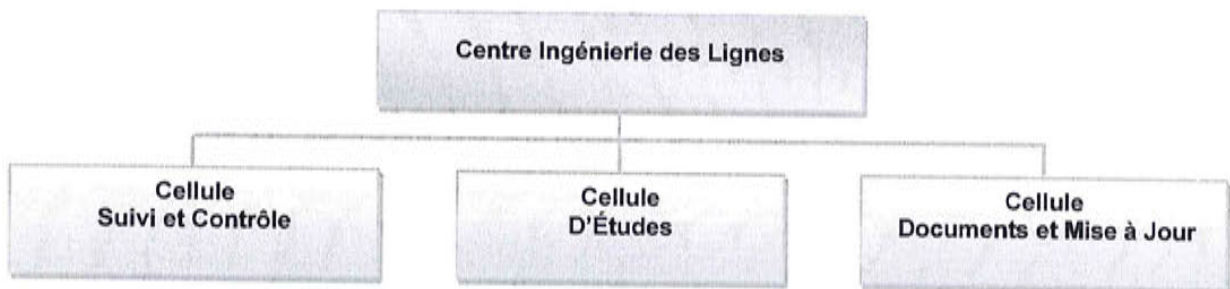 Centre Ingénierie des Lignes
Cellule
Suivi et Contrôle
Cellule
D'Études
Cellule
Documents et Mise à Jour